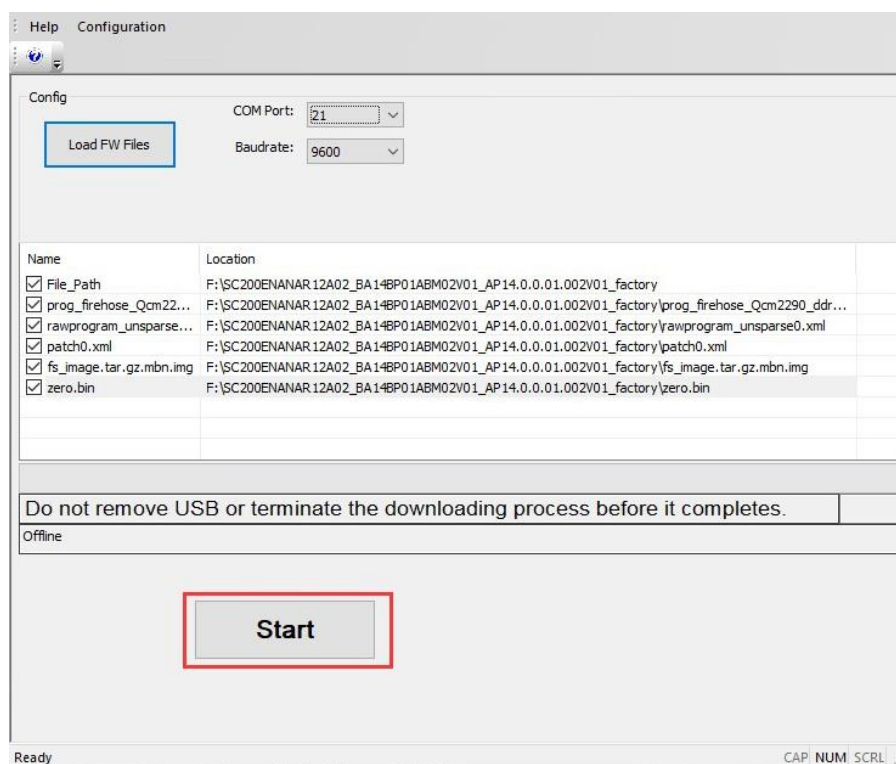 Help Configuration
Config
Load FW Files
COM Port: 21
Baudrate: 9600
Name Location
File_Path F:\SC200ENANAR12A02_BA14BP01ABM02V01_AP14.0.0.01.002V01_factory
prog_firehose_Qcm22... F:\SC200ENANAR12A02_BA14BP01ABM02V01_AP14.0.0.01.002V01_factory\prog_firehose_Qcm2290_ddr...
rawprogram_unsparse... F:\SC200ENANAR12A02_BA14BP01ABM02V01_AP14.0.0.01.002V01_factory\rawprogram_unsparse0.xml
patch0.xml F:\SC200ENANAR12A02_BA14BP01ABM02V01_AP14.0.0.01.002V01_factory\patch0.xml
fs_image.tar.gz.mbn.img F:\SC200ENANAR12A02_BA14BP01ABM02V01_AP14.0.0.01.002V01_factory\fs_image.tar.gz.mbn.img
zero.bin F:\SC200ENANAR12A02_BA14BP01ABM02V01_AP14.0.0.01.002V01_factory\zero.bin
Do not remove USB or terminate the downloading process before it completes.
Offline
Start
Ready CAP NUM SCRL